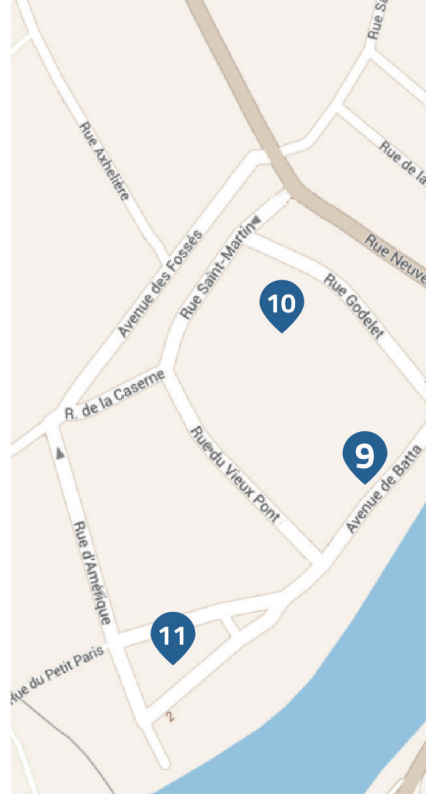 Rue Axhelière
Rue de la
Avenue des Fossés
Rue Saint-Martin
Rue Neuve
10
Rue Godelet
R. de la Caserne
9
Rue du Vieux Pont
Avenue de Batta
Rue d'Amérique
11
Rue du Petit Paris
2